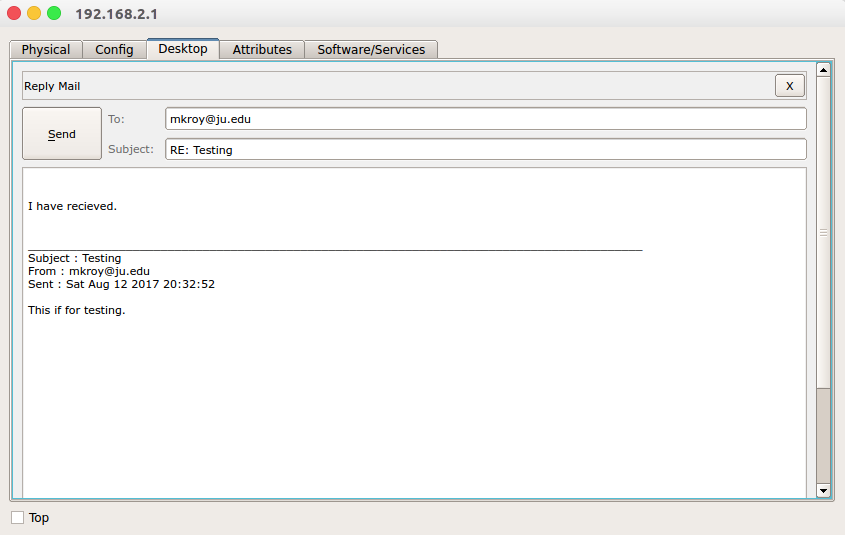 192.168.2.1
Physical Config Desktop Attributes Software/Services
Reply Mail X
Send
To: mkroy@ju.edu
Subject: RE: Testing
I have recieved.
Subject : Testing
From : mkroy@ju.edu
Sent : Sat Aug 12 2017 20:32:52
This if for testing.
Top